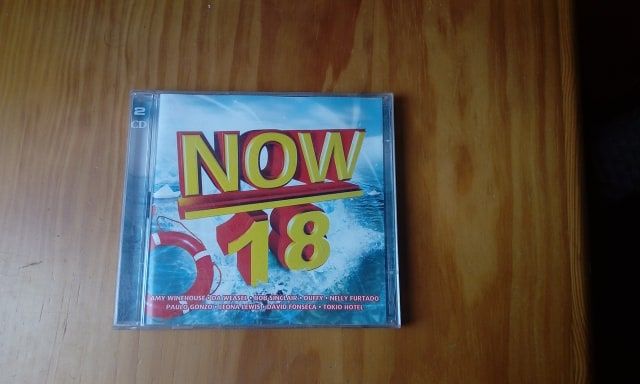 2
CD
NOW
18
AMY WINEHOUSE • DA WEASEL • BOB SINCLAR • DUFFY • NELLY FURTADO
PAULO GONZO • LEONA LEWIS • DAVID FONSECA • TOKIO HOTEL